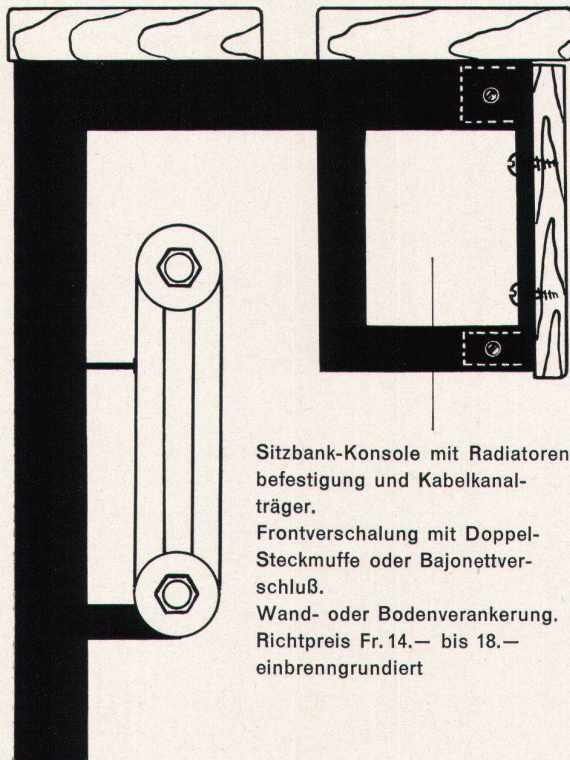 Sitzbank-Konsole mit Radiatoren
befestigung und Kabelkanal-
träger.
Frontverschalung mit Doppel-
Steckmuffe oder Bajonettver-
schluß.
Wand- oder Bodenverankerung.
Richtpreis Fr. 14.— bis 18.—
einbrenngrundiert